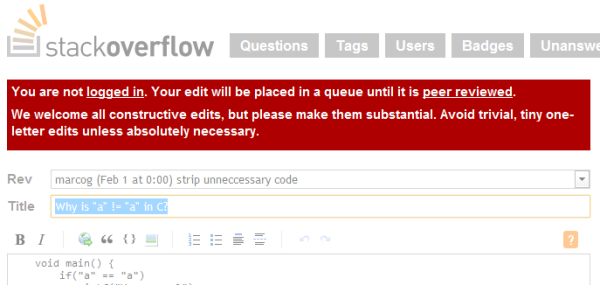 stackoverflow
Questions Tags Users Badges Unanswe
You are not logged in. Your edit will be placed in a queue until it is peer reviewed.
We welcome all constructive edits, but please make them substantial. Avoid trivial, tiny one-
letter edits unless absolutely necessary.
Rev marcog (Feb 1 at 0:00) strip unneccessary code
Title Why is "a" != "a" in C?
B I
?
void main() {
if("a" == "a")